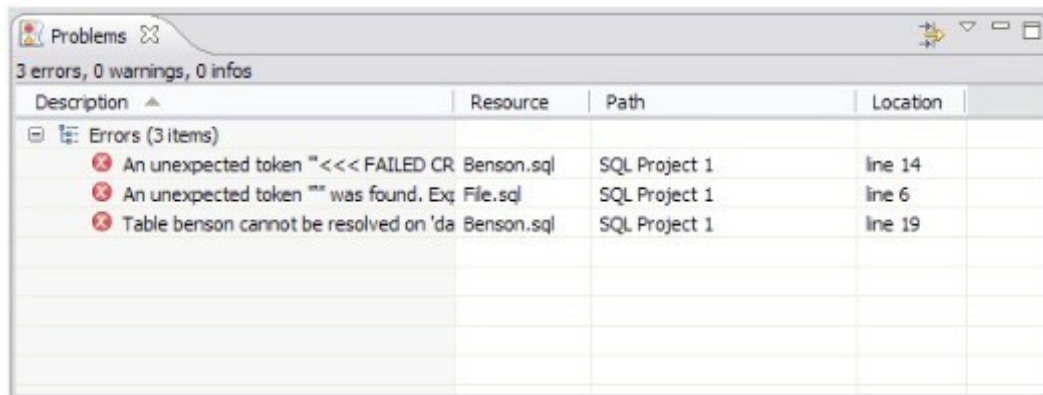 Problems
3 errors, 0 warnings, 0 infos
Description Resource Path Location
Errors (3 items)
An unexpected token "'<<< FAILED CR Benson.sql SQL Project 1 line 14
An unexpected token "'" was found. Exp File.sql SQL Project 1 line 6
Table benson cannot be resolved on 'da Benson.sql SQL Project 1 line 19